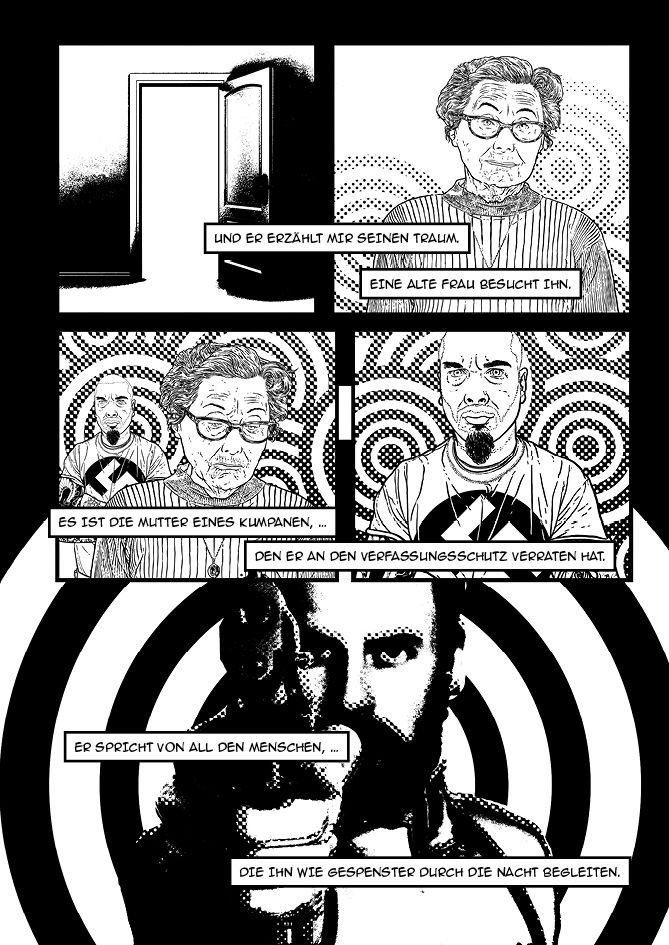 UND ER ERZÄHLT MIR SEINEN TRAUM.
EINE ALTE FRAU BESUCHT IHN.
ES IST DIE MUTTER EINES KUMPANEN, ...
DEN ER AN DEN VERFASSUNGSSCHUTZ VERRATEN HAT.
ER SPRICHT VON ALL DEN MENSCHEN, ...
DIE IHN WIE GESPENSTER DURCH DIE NACHT BEGLEITEN.